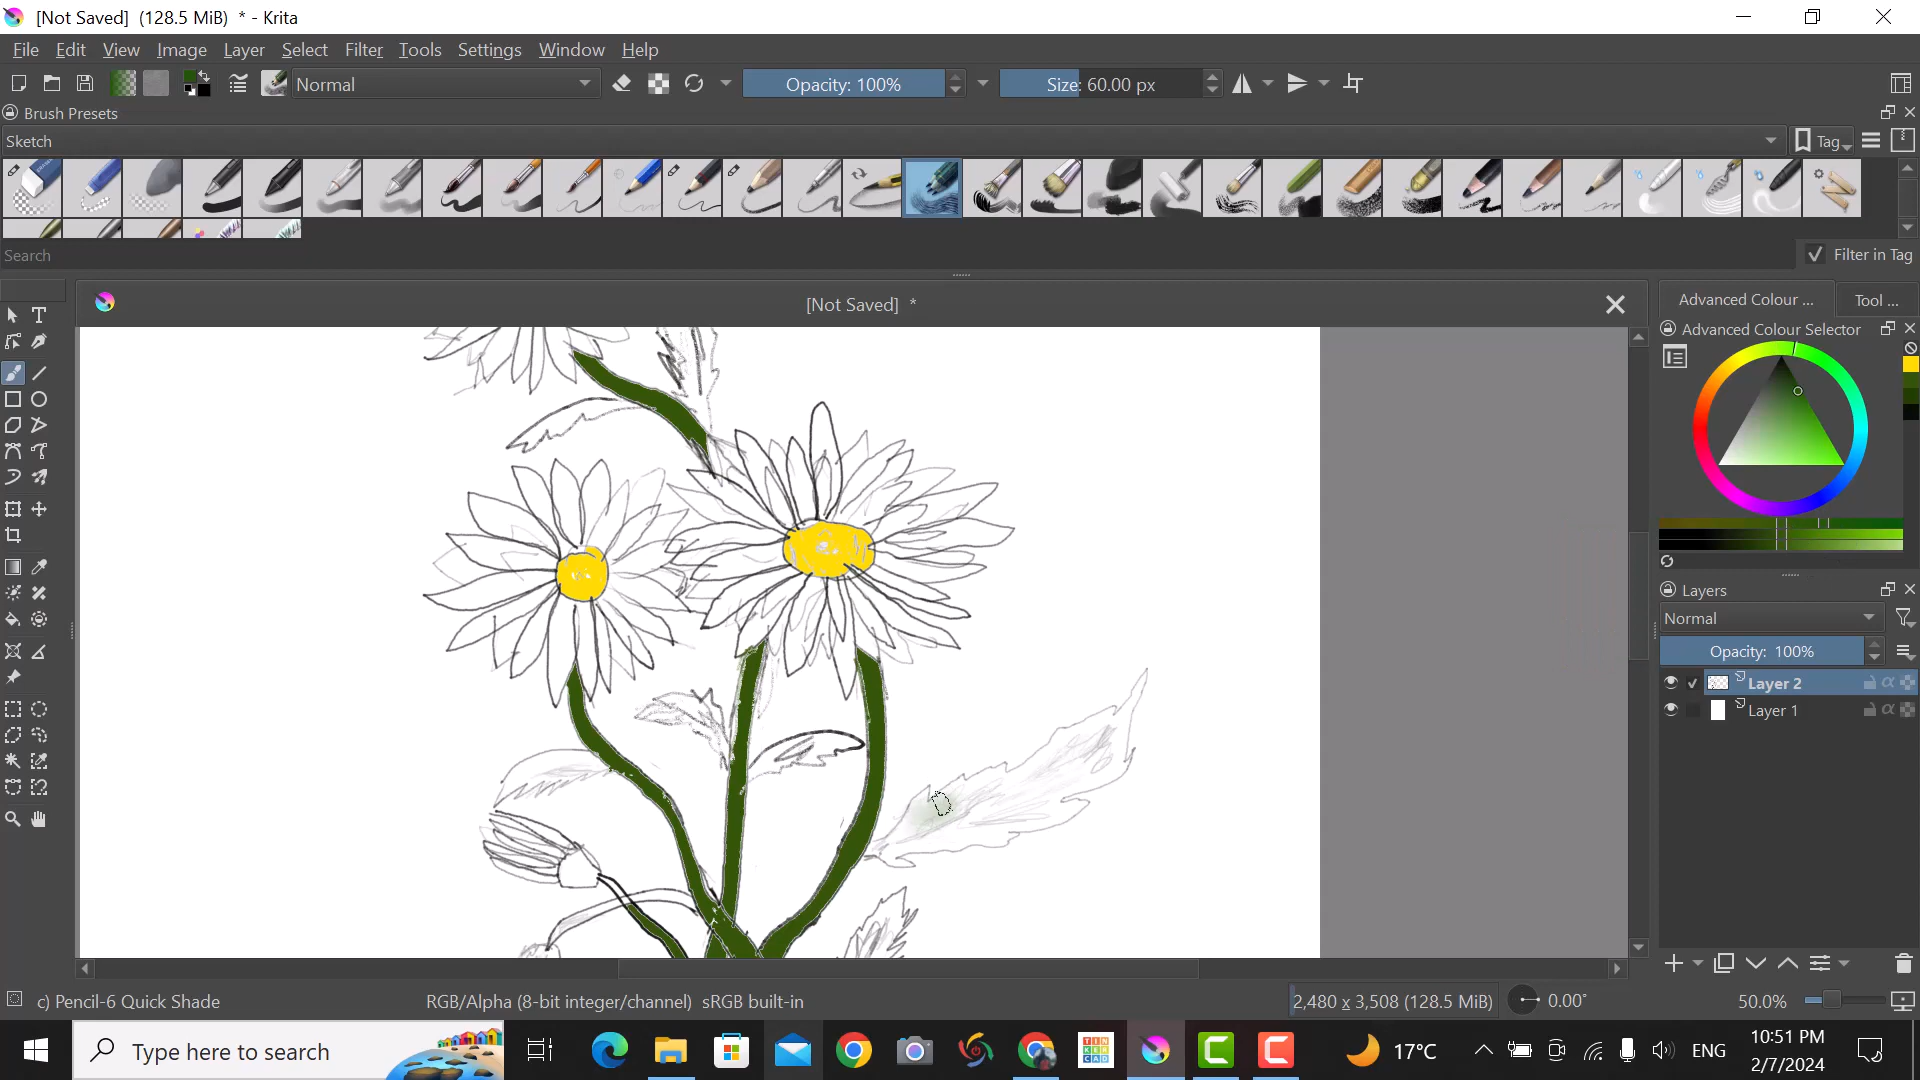 [Not Saved]  (128.5 MiB)  * - Krita
File Edit View Image Layer Select Filter Tools Settings Window Help
Normal
Opacity: 100%
Size: 60.00 px
Brush Presets
Sketch
Tag
Search
Filter in Tag
[Not Saved]  *
Advanced Colour ...
Tool ...
Advanced Colour Selector
Layers
Normal
Opacity: 100%
Layer 2
Layer 1
c) Pencil-6 Quick Shade
RGB/Alpha (8-bit integer/channel)  sRGB built-in
2,480 x 3,508 (128.5 MiB)
0.00°
50.0%
Type here to search
TIN
KER
CAD
17°C
ENG
10:51 PM
2/7/2024